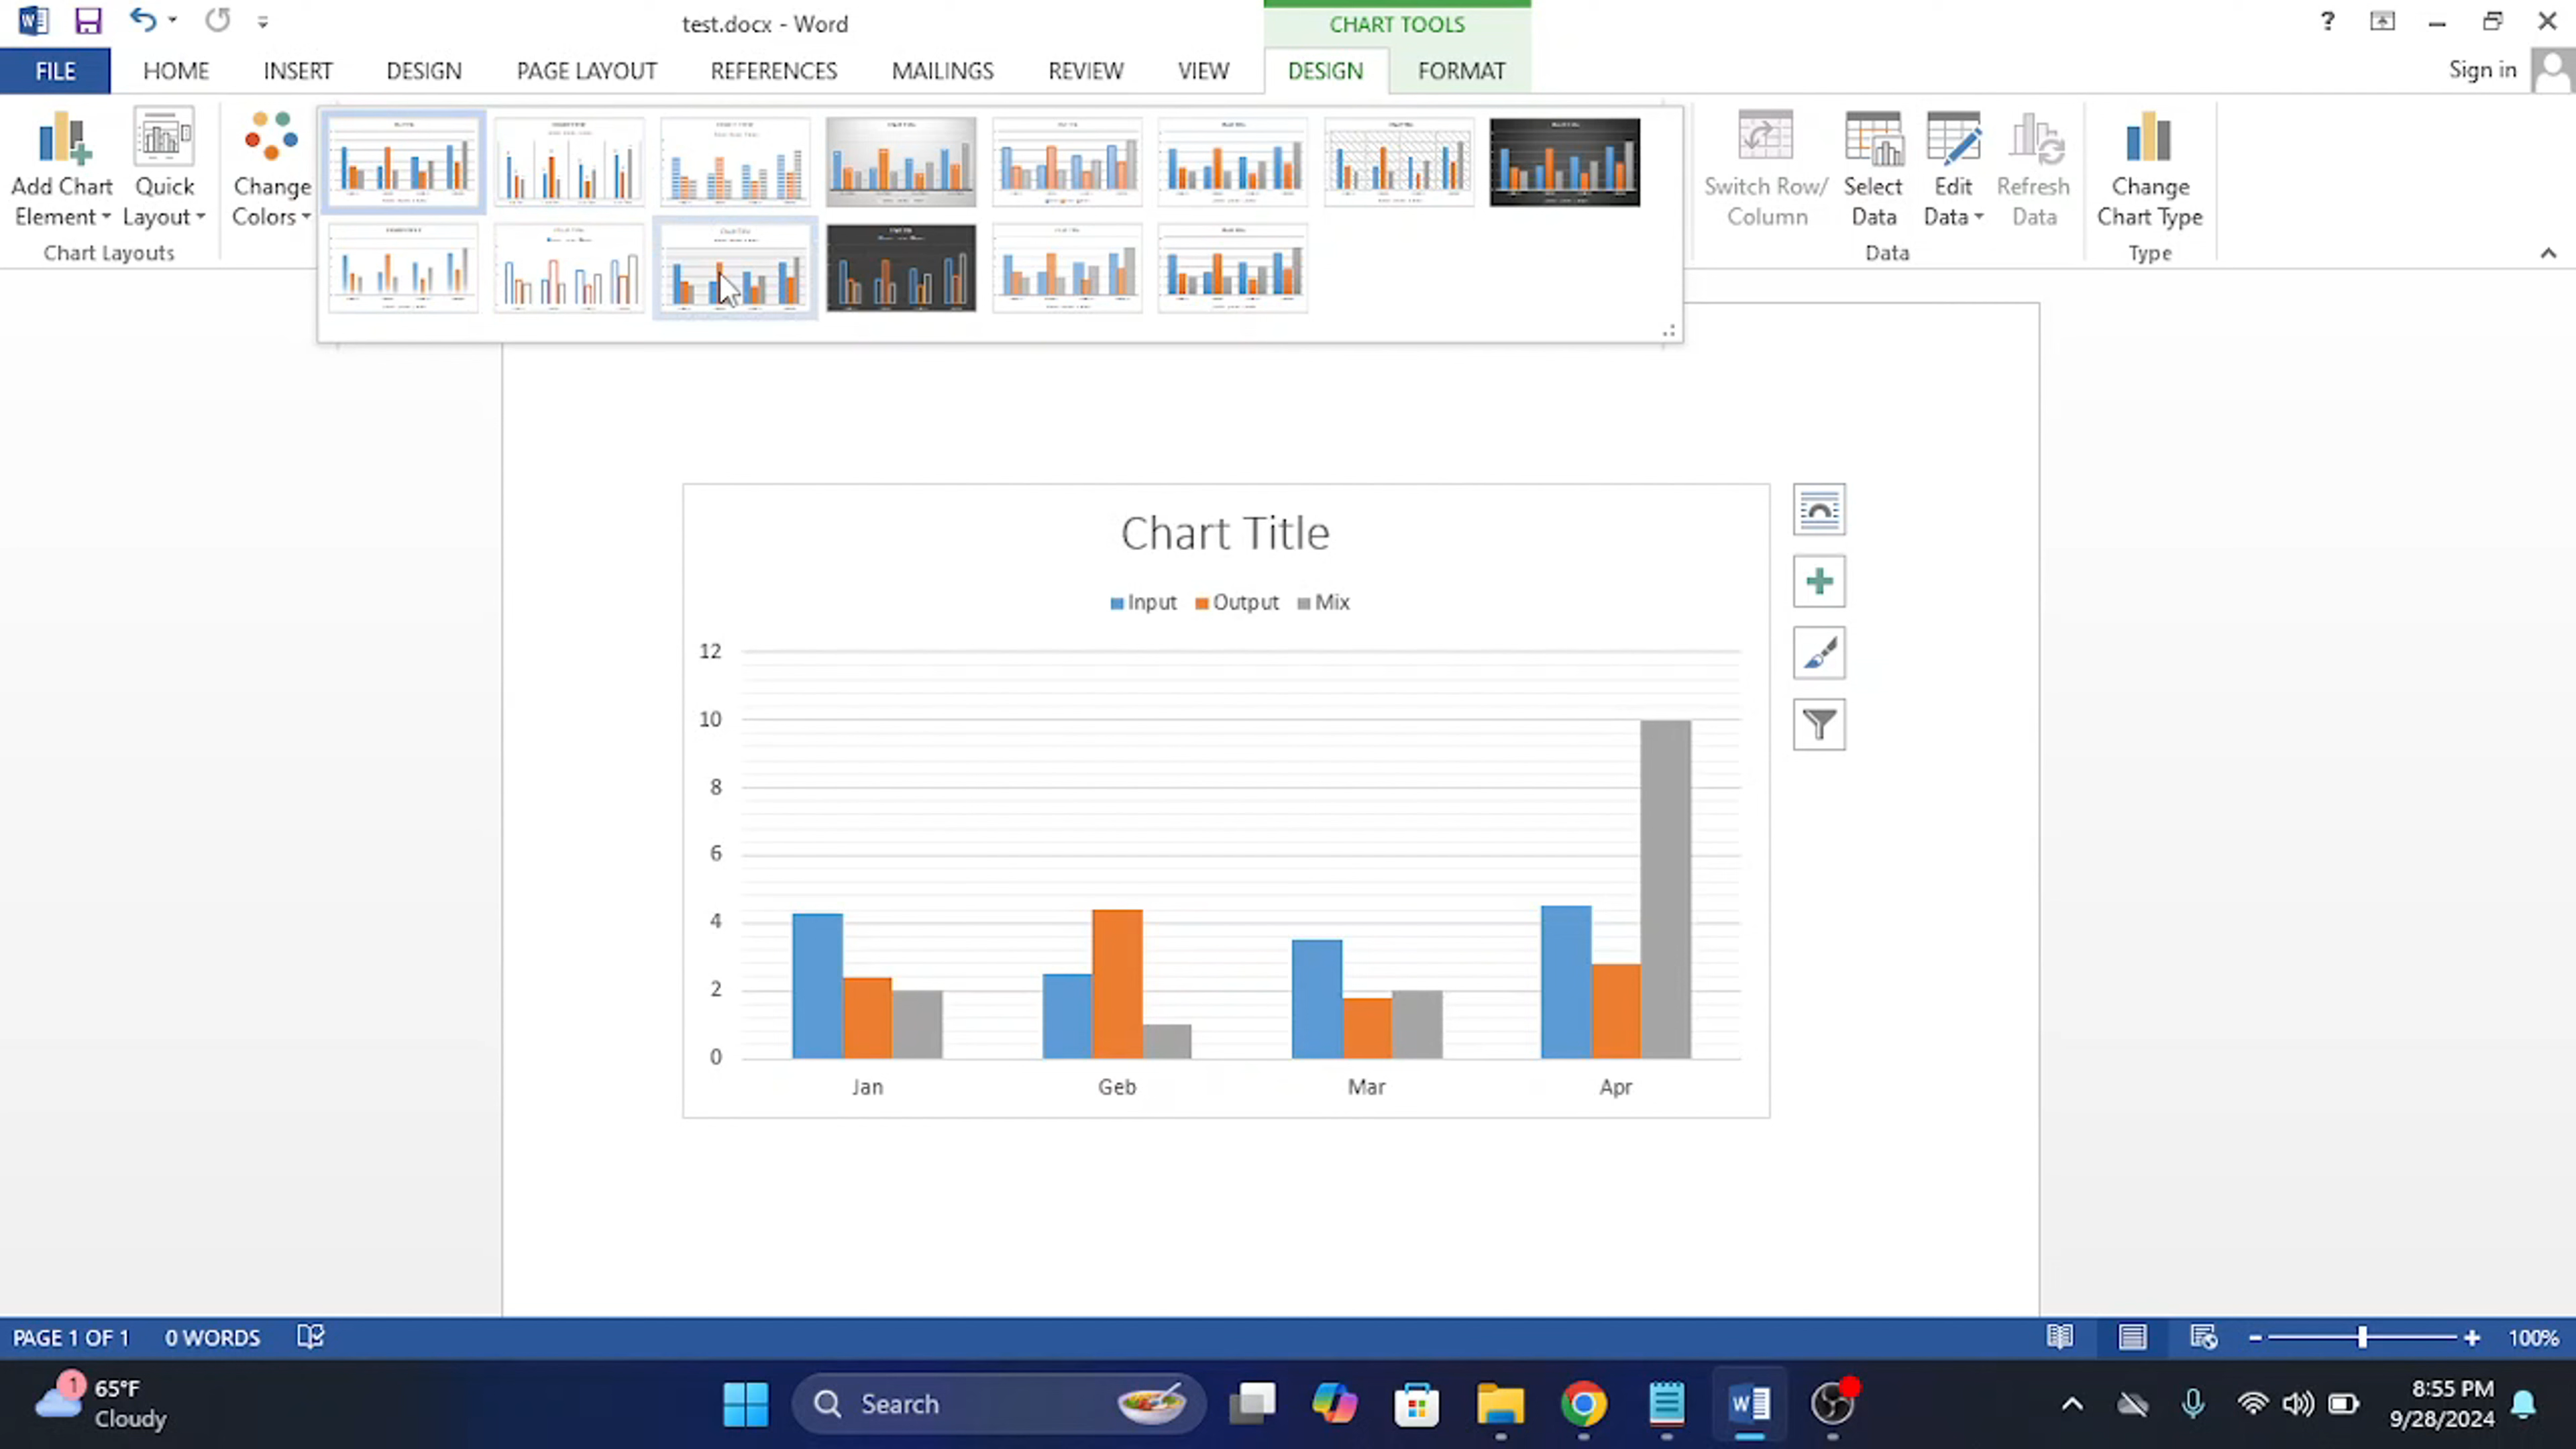 test.docx - Word
CHART TOOLS
FILE HOME INSERT DESIGN PAGE LAYOUT REFERENCES MAILINGS REVIEW VIEW DESIGN FORMAT
Sign in
Add Chart Element
Quick Layout
Change Colors
Chart Layouts
Switch Row/ Column
Select Data
Edit Data
Refresh Data
Data
Change Chart Type
Type
Chart Title
Input Output Mix
12
10
8
6
4
2
0
Jan Geb Mar Apr
PAGE 1 OF 1 0 WORDS
100%
1
65°F
Cloudy
Search
8:55 PM
9/28/2024